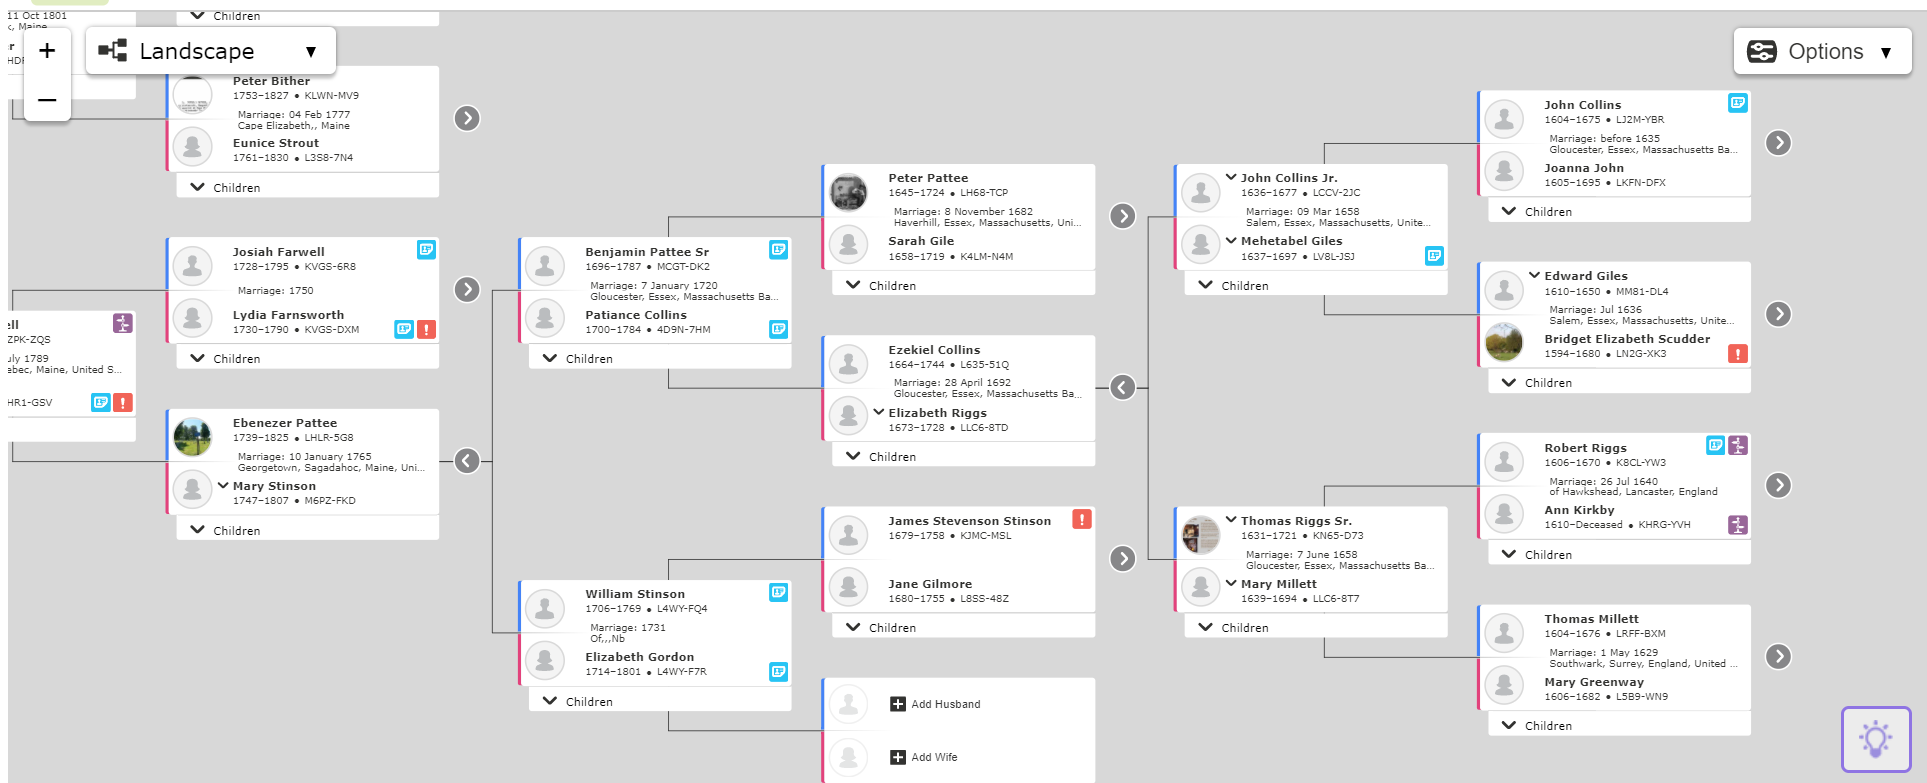 11 Oct 1801
c, Maine
r
HDF
+
−
Landscape ▼
Options ▼
Children
Peter Bither
1753–1827 • KLWN-MV9
Marriage: 04 Feb 1777
Cape Elizabeth,, Maine
Eunice Strout
1761–1830 • L3S8-7N4
Children
Josiah Farwell
1728–1795 • KVGS-6R8
Marriage: 1750
Lydia Farnsworth
1730–1790 • KVGS-DXM
Children
ell
ZPK-ZQS
uly 1789
ebec, Maine, United S...
HR1-GSV
Ebenezer Pattee
1739–1825 • LHLR-5G8
Marriage: 10 January 1765
Georgetown, Sagadahoc, Maine, Uni...
Mary Stinson
1747–1807 • M6PZ-FKD
Children
Benjamin Pattee Sr
1696–1787 • MCGT-DK2
Marriage: 7 January 1720
Gloucester, Essex, Massachusetts Ba...
Patiance Collins
1700–1784 • 4D9N-7HM
Children
William Stinson
1706–1769 • L4WY-FQ4
Marriage: 1731
Of,,,Nb
Elizabeth Gordon
1714–1801 • L4WY-F7R
Children
Peter Pattee
1645–1724 • LH68-TCP
Marriage: 8 November 1682
Haverhill, Essex, Massachusetts, Uni...
Sarah Gile
1658–1719 • K4LM-N4M
Children
Ezekiel Collins
1664–1744 • L635-51Q
Marriage: 28 April 1692
Gloucester, Essex, Massachusetts Ba...
Elizabeth Riggs
1673–1728 • LLC6-8TD
Children
James Stevenson Stinson
1679–1758 • KJMC-MSL
Jane Gilmore
1680–1755 • L8SS-48Z
Children
Add Husband
Add Wife
John Collins Jr.
1636–1677 • LCCV-2JC
Marriage: 09 Mar 1658
Salem, Essex, Massachusetts, Unite...
Mehetabel Giles
1637–1697 • LV8L-JSJ
Children
Thomas Riggs Sr.
1631–1721 • KN65-D73
Marriage: 7 June 1658
Gloucester, Essex, Massachusetts Ba...
Mary Millett
1639–1694 • LLC6-8T7
Children
John Collins
1604–1675 • LJ2M-YBR
Marriage: before 1635
Gloucester, Essex, Massachusetts Ba...
Joanna John
1605–1695 • LKFN-DFX
Children
Edward Giles
1610–1650 • MM81-DL4
Marriage: Jul 1636
Salem, Essex, Massachusetts, Unite...
Bridget Elizabeth Scudder
1594–1680 • LN2G-XK3
Children
Robert Riggs
1606–1670 • K8CL-YW3
Marriage: 26 Jul 1640
of Hawkshead, Lancaster, England
Ann Kirkby
1610–Deceased • KHRG-YVH
Children
Thomas Millett
1604–1676 • LRFF-BXM
Marriage: 1 May 1629
Southwark, Surrey, England, United ...
Mary Greenway
1606–1682 • L5B9-WN9
Children